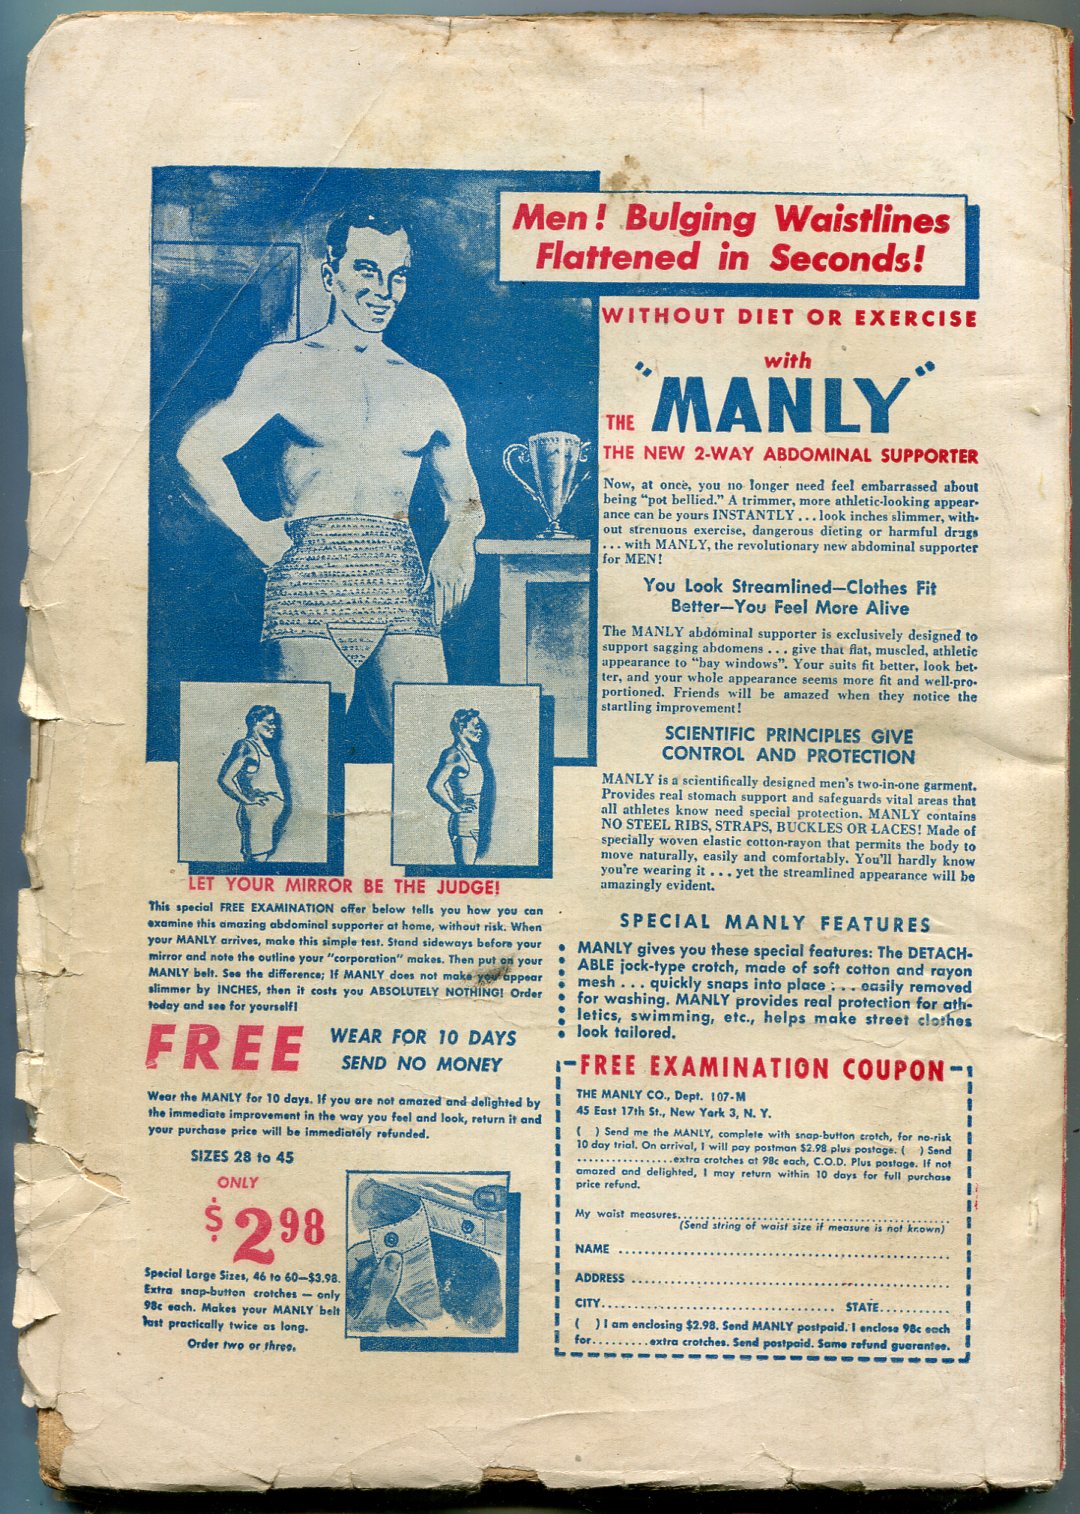 Men! Bulging Waistlines
Flattened in Seconds!
WITHOUT DIET OR EXERCISE
with
THE "MANLY"
THE NEW 2-WAY ABDOMINAL SUPPORTER
Now, at once, you no longer need feel embarrassed about
being "pot bellied." A trimmer, more athletic-looking appear-
ance can be yours INSTANTLY ... look inches slimmer, with-
out strenuous exercise, dangerous dieting or harmful drugs
... with MANLY, the revolutionary new abdominal supporter
for MEN!
You Look Streamlined—Clothes Fit
Better—You Feel More Alive
The MANLY abdominal supporter is exclusively designed to
support sagging abdomens ... give that flat, muscled, athletic
appearance to "bay windows". Your suits fit better, look bet-
ter, and your whole appearance seems more fit and well-pro-
portioned. Friends will be amazed when they notice the
startling improvement!
SCIENTIFIC PRINCIPLES GIVE
CONTROL AND PROTECTION
MANLY is a scientifically designed men's two-in-one garment.
Provides real stomach support and safeguards vital areas that
all athletes know need special protection. MANLY contains
NO STEEL RIBS, STRAPS, BUCKLES OR LACES! Made of
specially woven elastic cotton-rayon that permits the body to
move naturally, easily and comfortably. You'll hardly know
you're wearing it ... yet the streamlined appearance will be
amazingly evident.
SPECIAL MANLY FEATURES
MANLY gives you these special features: The DETACH-
ABLE jock-type crotch, made of soft cotton and rayon
mesh ... quickly snaps into place ... easily removed
for washing. MANLY provides real protection for ath-
letics, swimming, etc., helps make street clothes
look tailored.
LET YOUR MIRROR BE THE JUDGE!
This special FREE EXAMINATION offer below tells you how you can
examine this amazing abdominal supporter at home, without risk. When
your MANLY arrives, make this simple test. Stand sideways before your
mirror and note the outline your "corporation" makes. Then put on your
MANLY belt. See the difference; If MANLY does not make you appear
slimmer by INCHES, then it costs you ABSOLUTELY NOTHING! Order
today and see for yourself!
FREE
WEAR FOR 10 DAYS
SEND NO MONEY
Wear the MANLY for 10 days. If you are not amazed and delighted by
the immediate improvement in the way you feel and look, return it and
your purchase price will be immediately refunded.
SIZES 28 to 45
ONLY
$2.98
Special Large Sizes, 46 to 60—$3.98.
Extra snap-button crotches — only
98c each. Makes your MANLY belt
last practically twice as long.
Order two or three.
FREE EXAMINATION COUPON
THE MANLY CO., Dept. 107-M
45 East 17th St., New York 3, N. Y.
( ) Send me the MANLY, complete with snap-button crotch, for no-risk
10 day trial. On arrival, I will pay postman $2.98 plus postage. ( ) Send
..................extra crotches at 98c each, C.O.D. Plus postage. If not
amazed and delighted, I may return within 10 days for full purchase
price refund.
My waist measures..................................................
(Send string of waist size if measure is not known)
NAME ..................................................
ADDRESS ..................................................
CITY................................... STATE...........
( ) I am enclosing $2.98. Send MANLY postpaid. I enclose 98c each
for.........extra crotches. Send postpaid. Same refund guarantee.